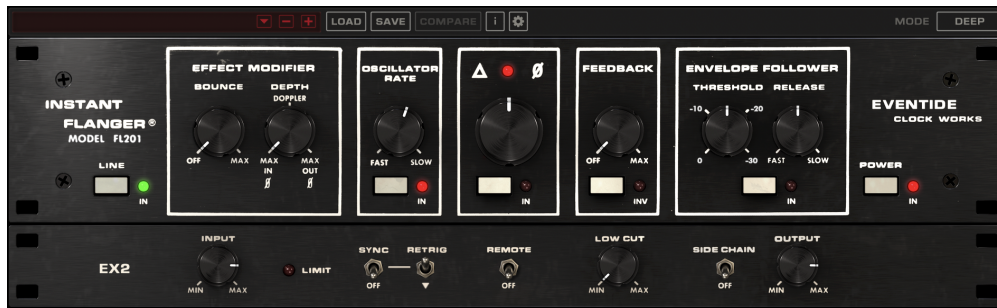 LOAD SAVE COMPARE i MODE DEEP
INSTANT
FLANGER®
MODEL FL201
LINE
IN
EFFECT MODIFIER
BOUNCE DEPTH
DOPPLER
OFF MAX MAX MAX
IN OUT
Ø Ø
OSCILLATOR
RATE
FAST SLOW
IN
Δ Ø
IN
FEEDBACK
OFF MAX
INV
ENVELOPE FOLLOWER
THRESHOLD RELEASE
-10 -20
0 -30 FAST SLOW
IN
EVENTIDE
CLOCK WORKS
POWER
IN
EX2
INPUT
MIN MAX
LIMIT
SYNC RETRIG
OFF
REMOTE
OFF
LOW CUT
MIN MAX
SIDE CHAIN
OFF
OUTPUT
MIN MAX